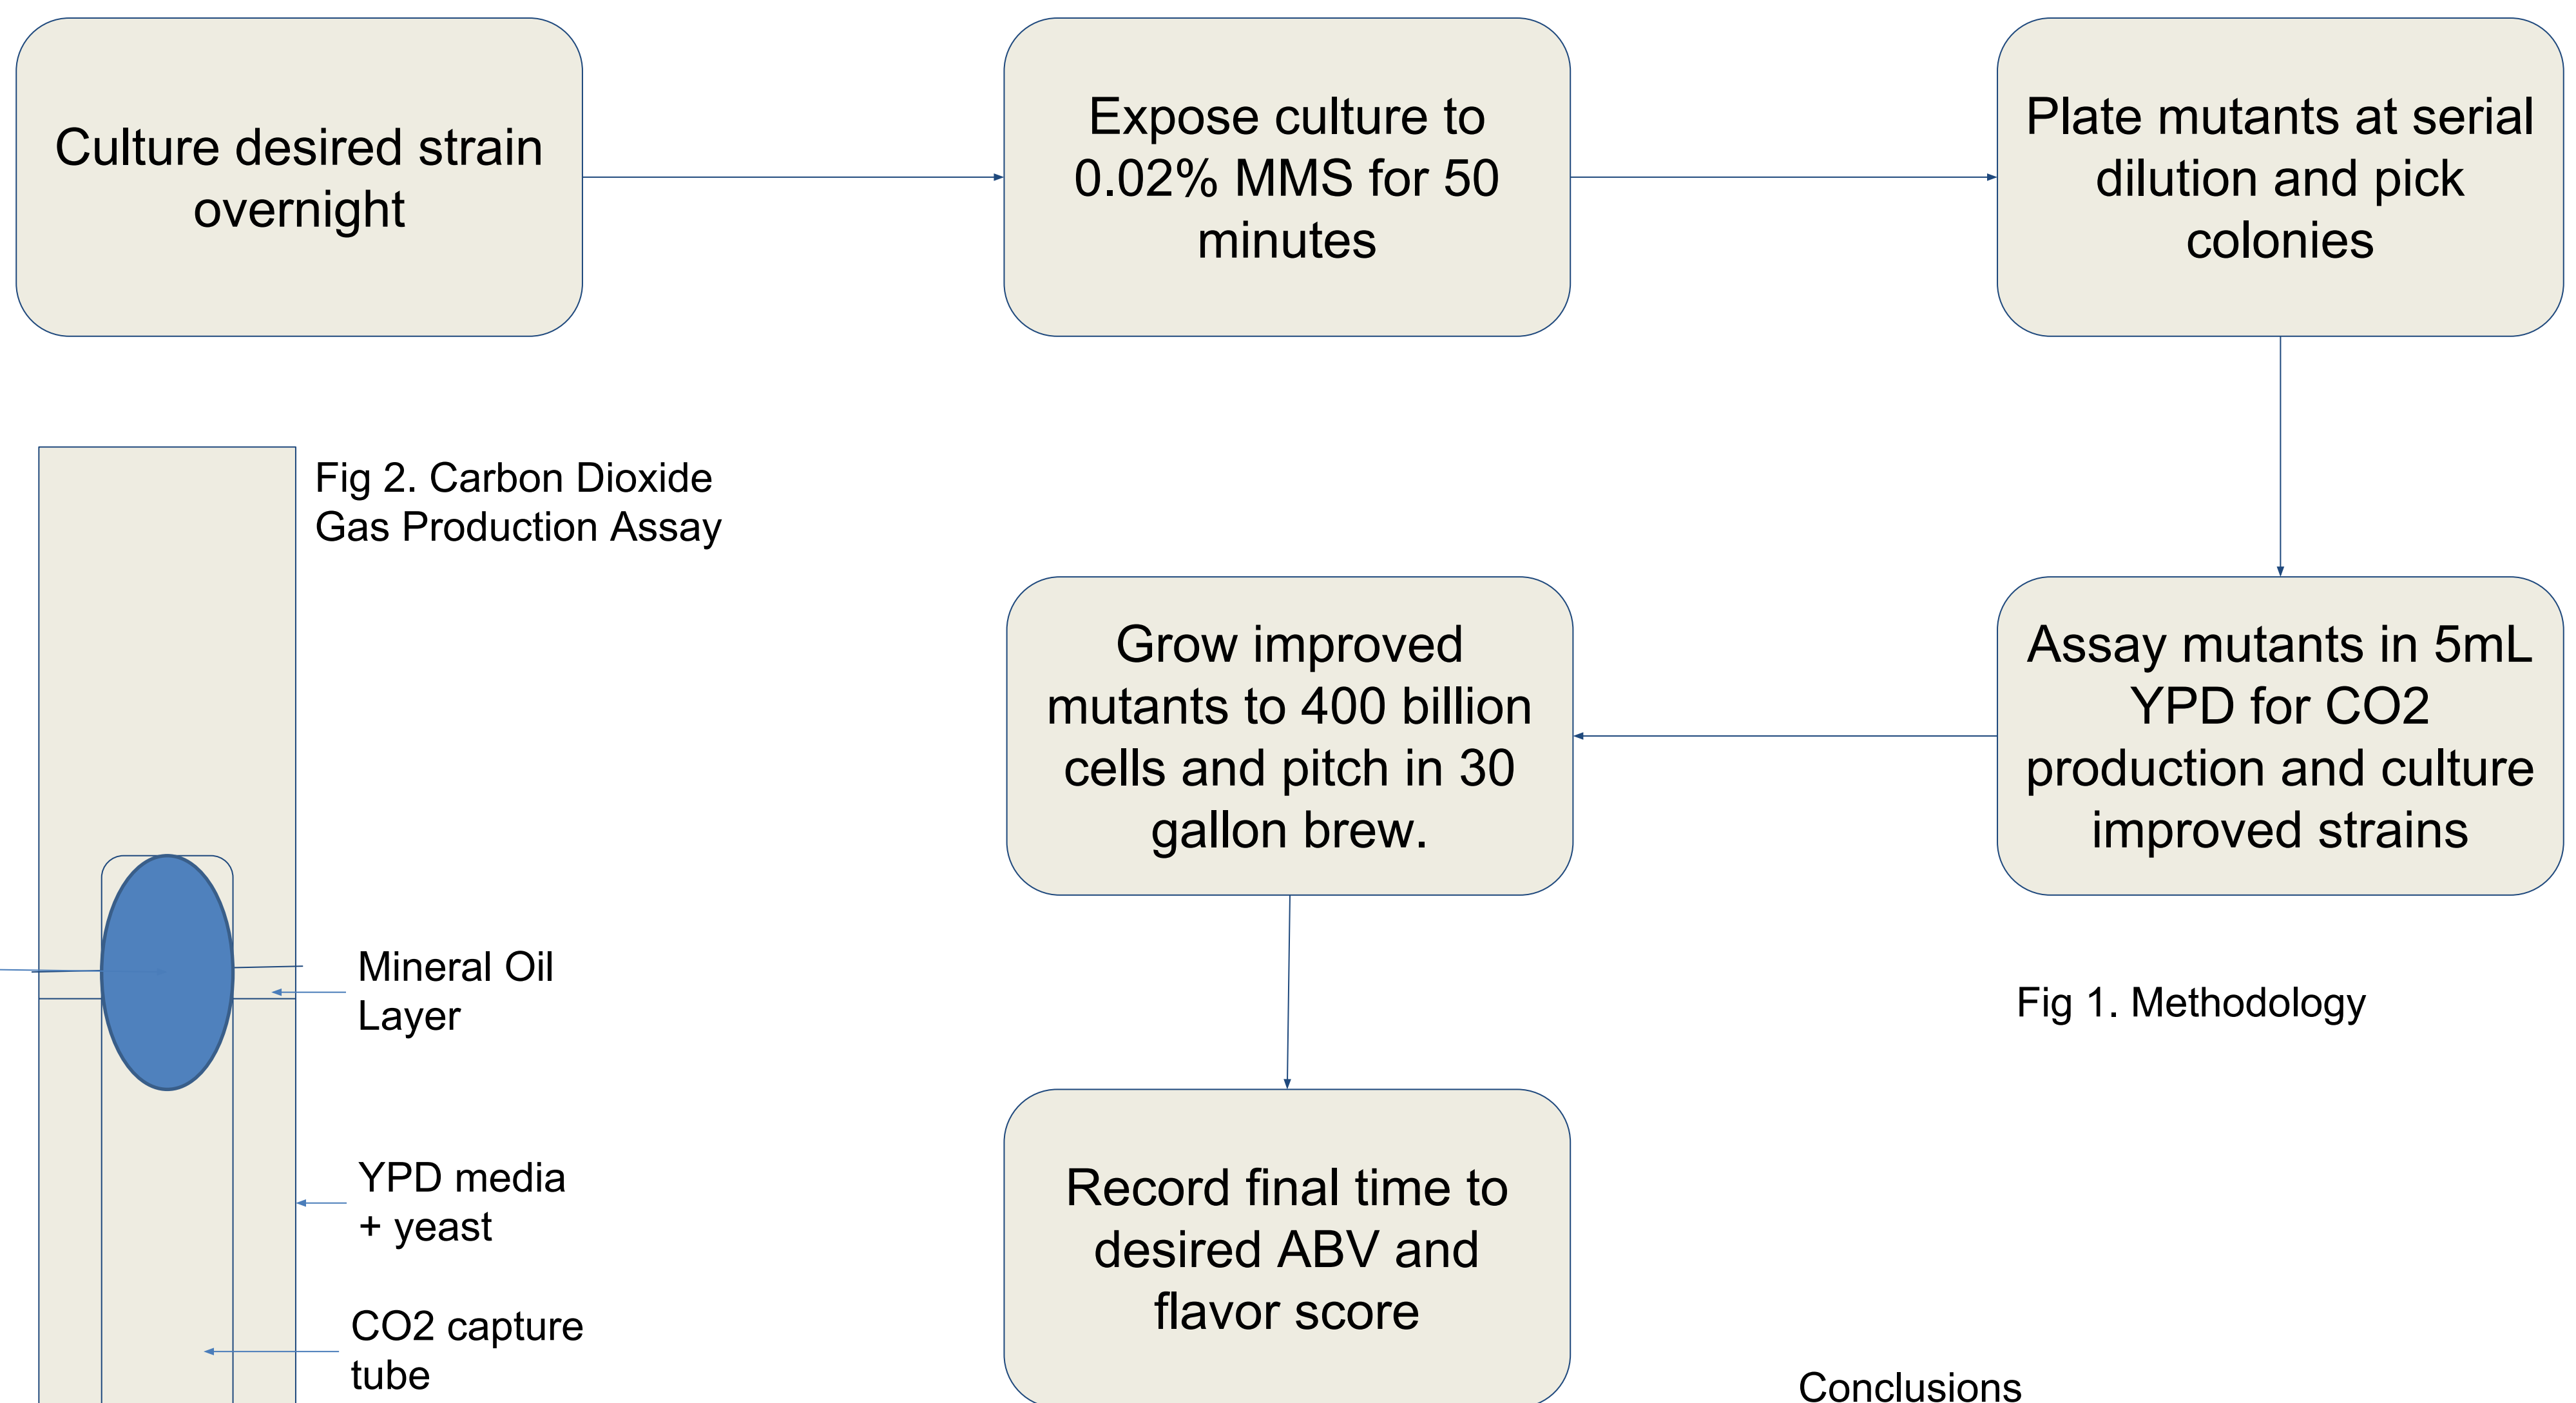 Culture desired strain
overnight
Expose culture to
0.02% MMS for 50
minutes
Plate mutants at serial
dilution and pick
colonies
Fig 2. Carbon Dioxide
Gas Production Assay
Grow improved
mutants to 400 billion
cells and pitch in 30
gallon brew.
Assay mutants in 5mL
YPD for CO2
production and culture
improved strains
Mineral Oil
Layer
Fig 1. Methodology
YPD media
+ yeast
Record final time to
desired ABV and
flavor score
CO2 capture
tube
Conclusions